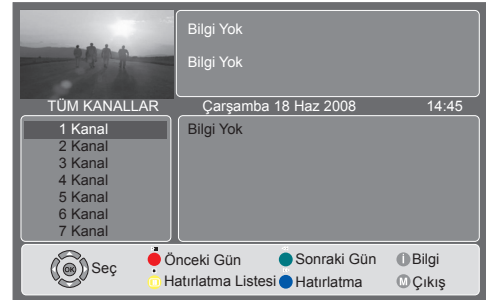 Bilgi Yok
Bilgi Yok
TÜM KANALLAR Çarşamba 18 Haz 2008 14:45
1 Kanal Bilgi Yok
2 Kanal
3 Kanal
4 Kanal
5 Kanal
6 Kanal
7 Kanal
OK Seç Önceki Gün Sonraki Gün i Bilgi
Hatırlatma Listesi Hatırlatma M Çıkış